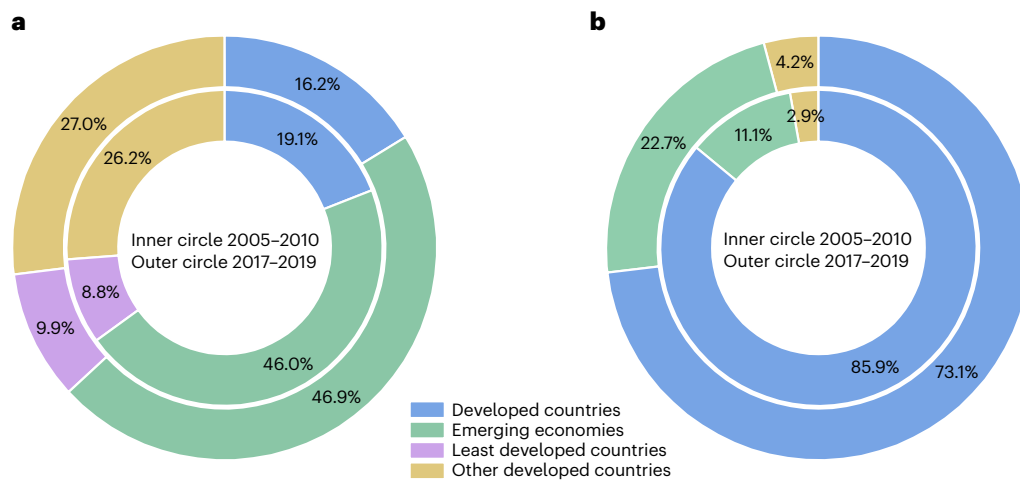 a
16.2%
19.1%
27.0%
26.2%
Inner circle 2005–2010
Outer circle 2017–2019
8.8%
9.9%
46.0%
46.9%
b
4.2%
2.9%
11.1%
22.7%
Inner circle 2005–2010
Outer circle 2017–2019
85.9%
73.1%
Developed countries
Emerging economies
Least developed countries
Other developed countries